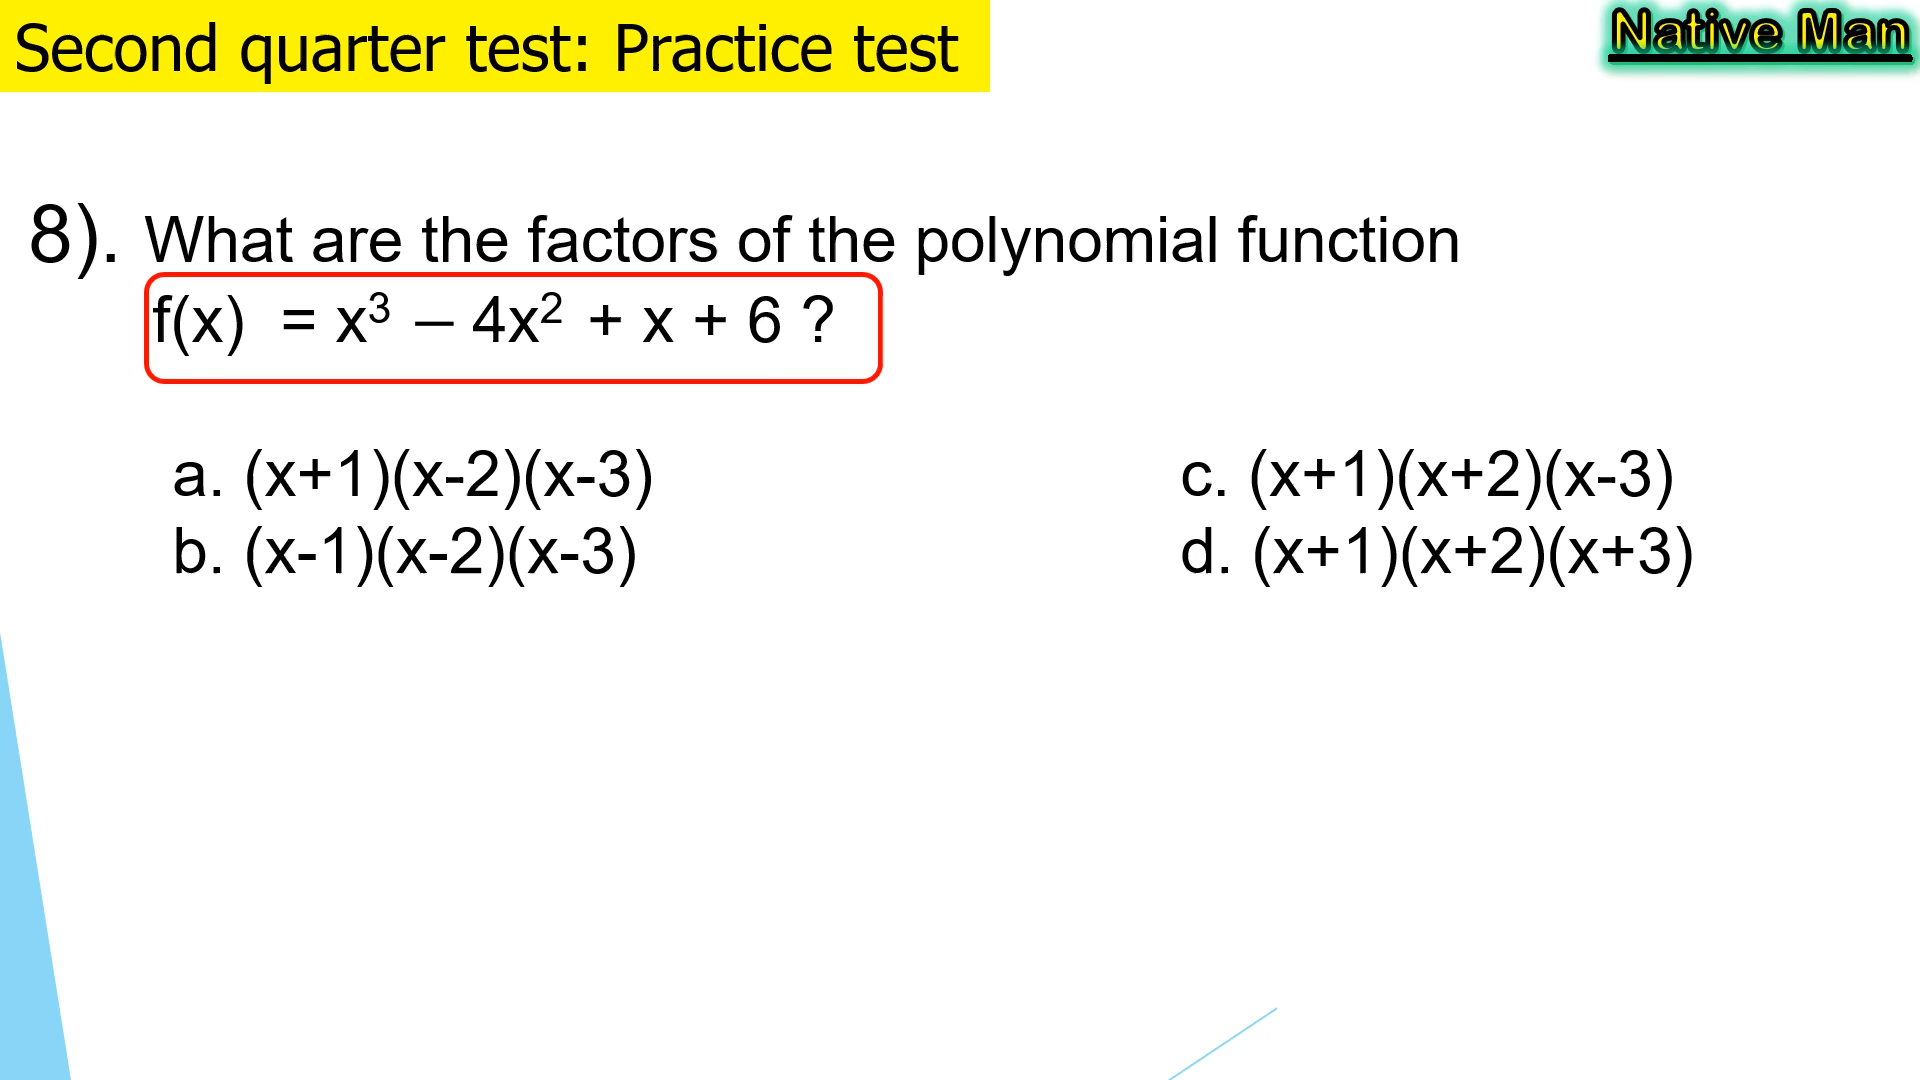 Second quarter test: Practice test
Native Man
8). What are the factors of the polynomial function
f(x) = x³ – 4x² + x + 6 ?
a. (x+1)(x-2)(x-3)
b. (x-1)(x-2)(x-3)
c. (x+1)(x+2)(x-3)
d. (x+1)(x+2)(x+3)